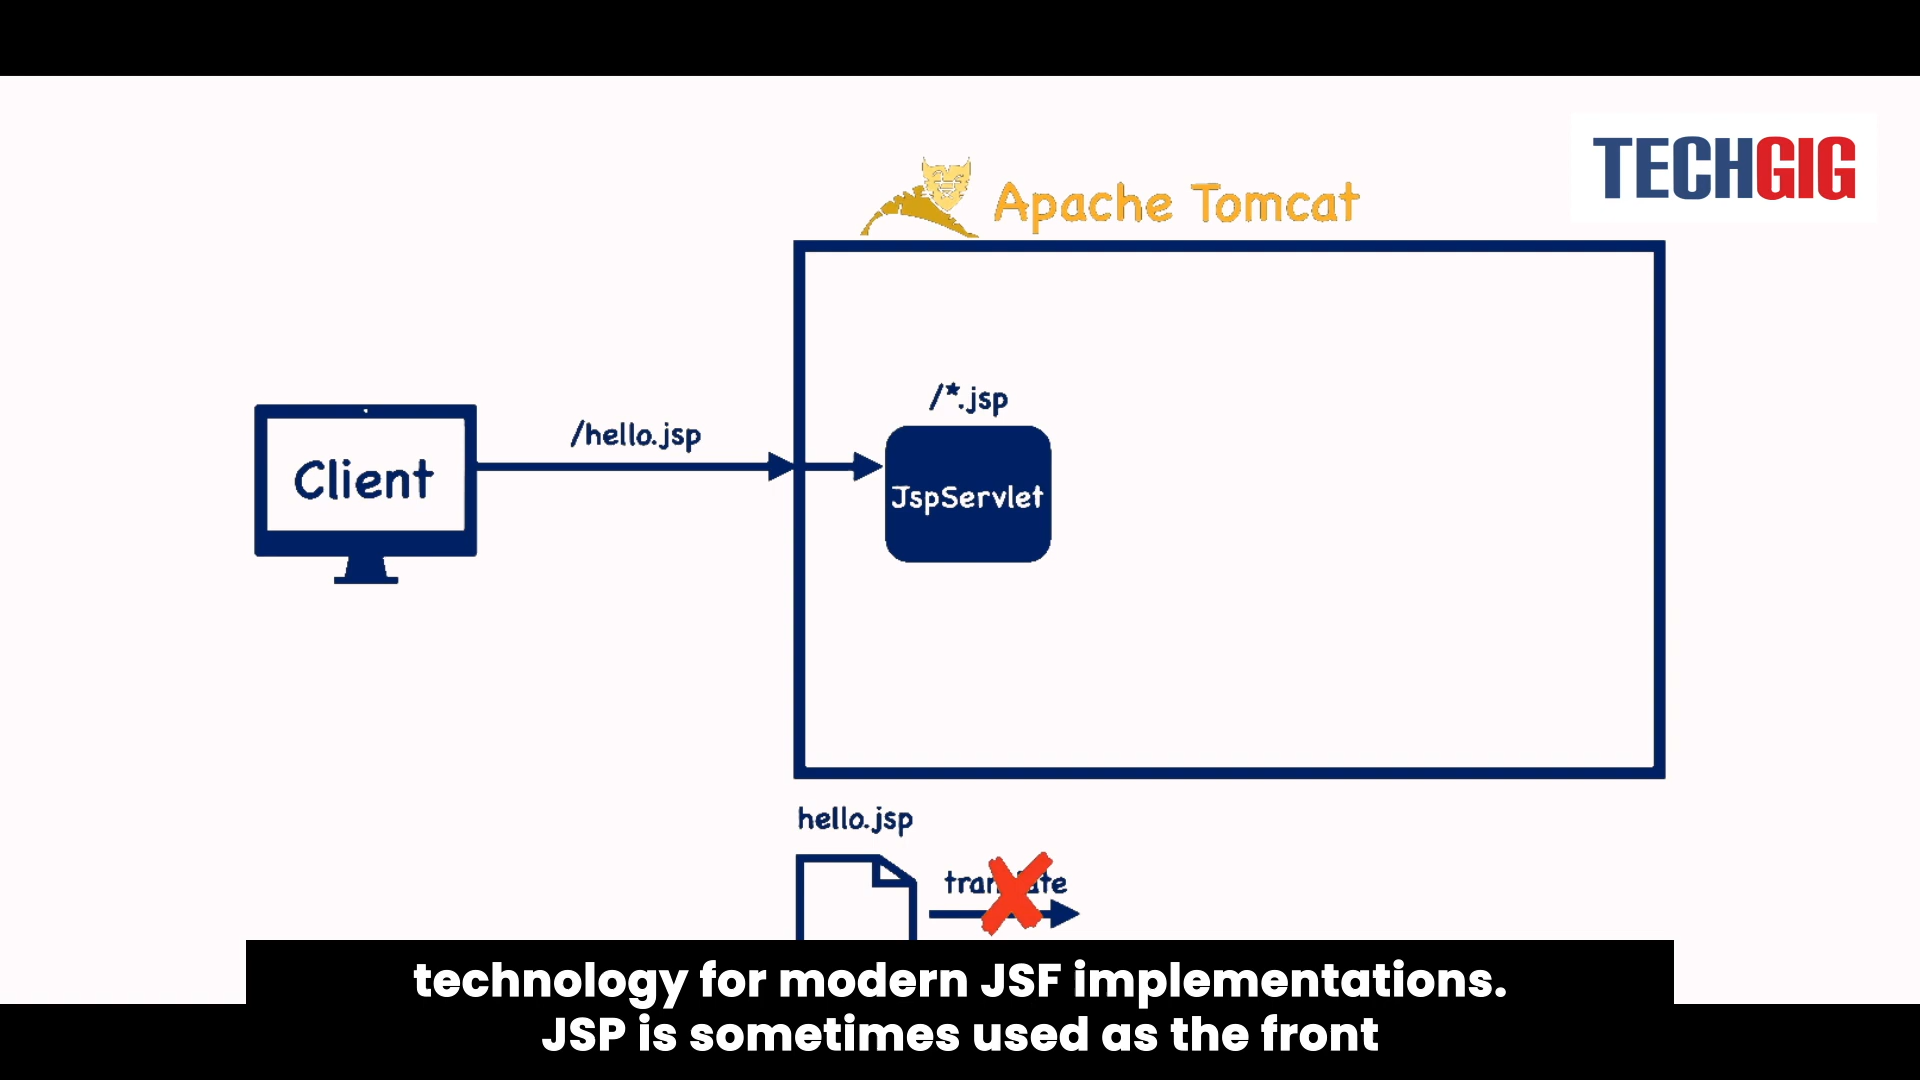 TECHGIG
Apache Tomcat
/*.jsp
/hello.jsp
Client
JspServlet
hello.jsp
technology for modern JSF implementations.
JSP is sometimes used as the front